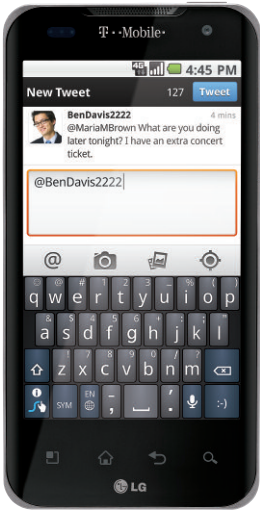 T··Mobile·
4G 4:45 PM
New Tweet 127 Tweet
BenDavis2222 4 mins
@MariaMBrown What are you doing
later tonight? I have an extra concert
ticket.
@BenDavis2222
@
q w e r t y u i o p
a s d f g h j k l
z x c v b n m
SYM EN ; . :-)
LG